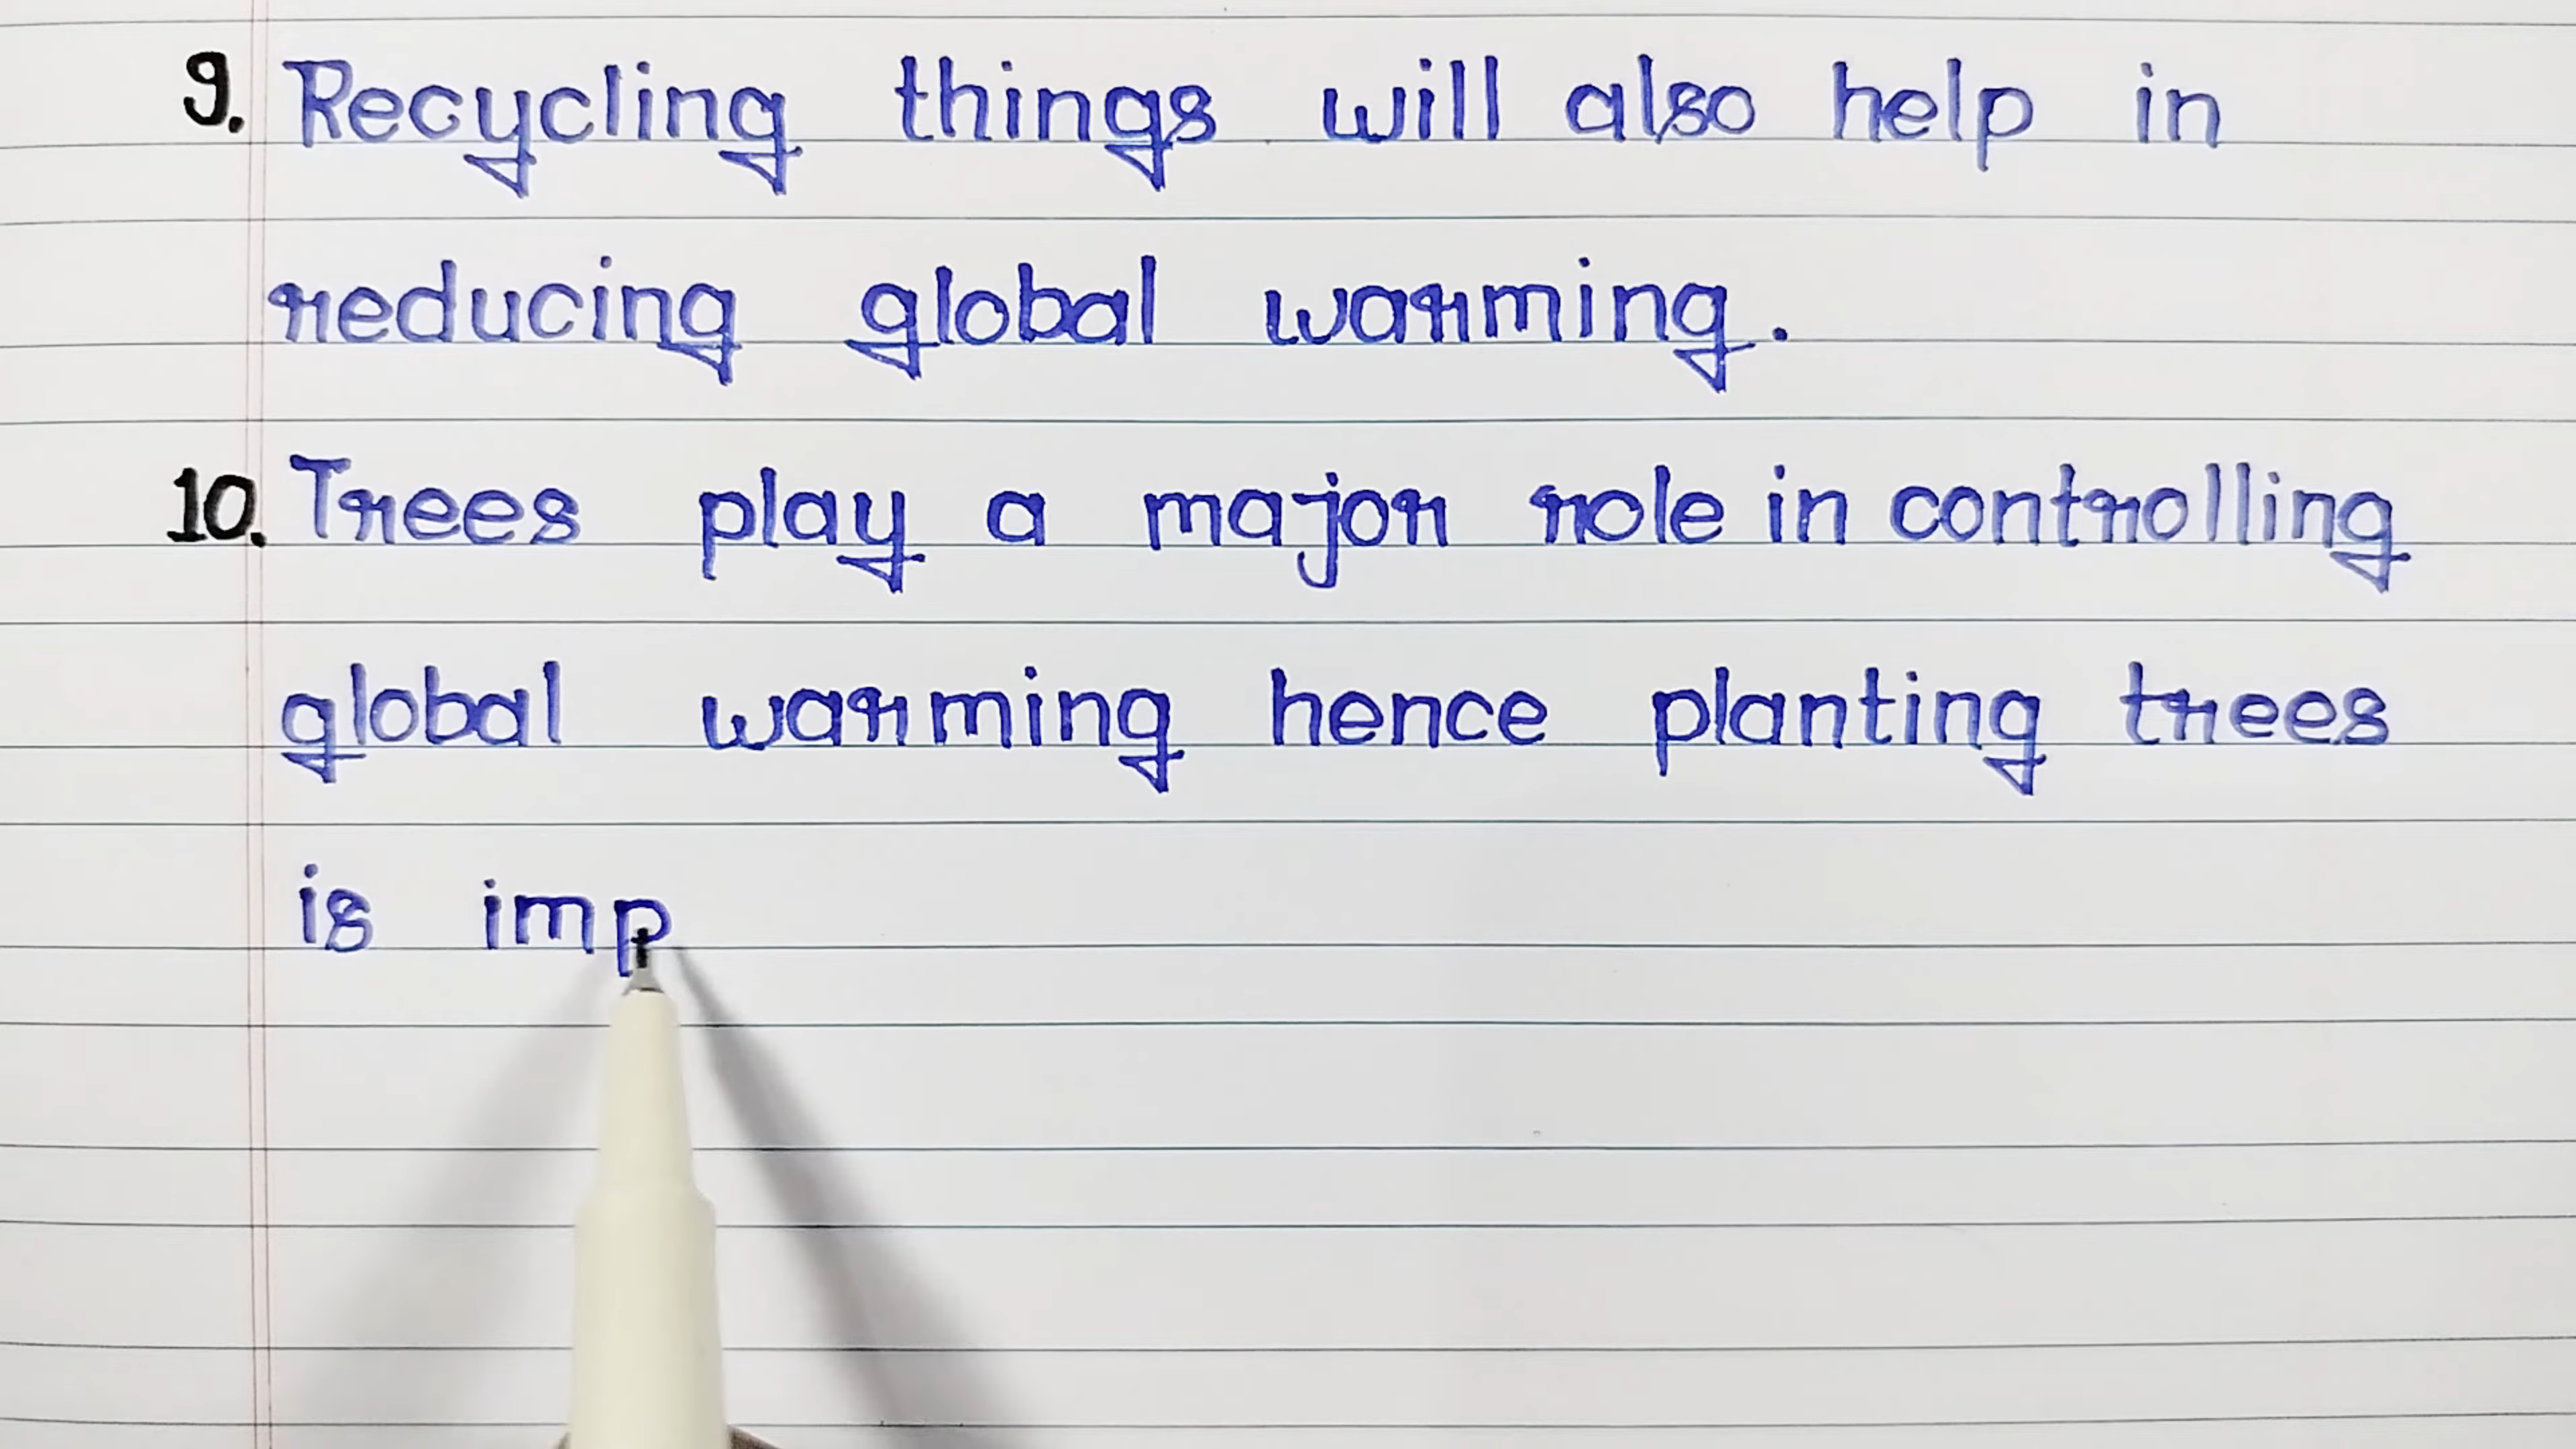 9. Recycling things will also help in
reducing global warming.
10. Trees play a major role in controlling
global warming hence planting trees
is imp